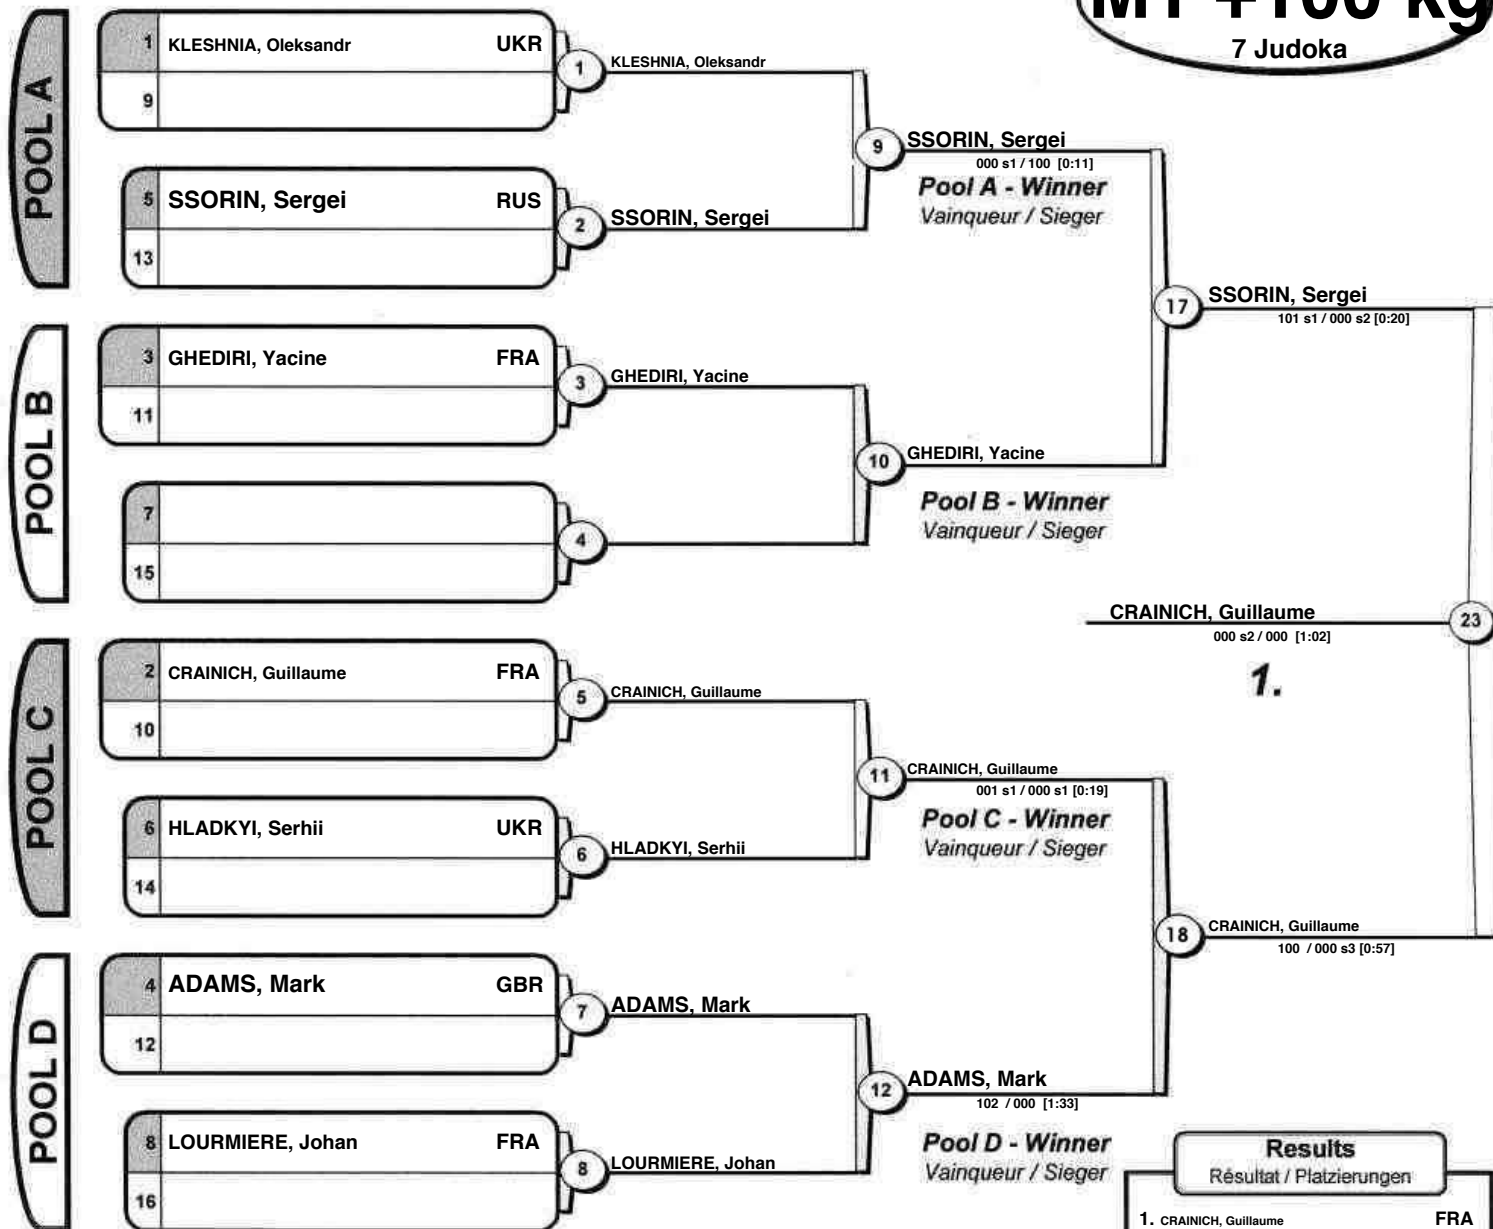 M1 +100 kg
7 Judoka
POOL A
1 KLESHNIA, Oleksandr UKR
9
5 SSORIN, Sergei RUS
13
1 KLESHNIA, Oleksandr
2 SSORIN, Sergei
9 SSORIN, Sergei
000 s1 / 100 [0:11]
Pool A - Winner
Vainqueur / Sieger
POOL B
3 GHEDIRI, Yacine FRA
11
7
15
3 GHEDIRI, Yacine
4
10 GHEDIRI, Yacine
Pool B - Winner
Vainqueur / Sieger
17 SSORIN, Sergei
101 s1 / 000 s2 [0:20]
POOL C
2 CRAINICH, Guillaume FRA
10
6 HLADKYI, Serhii UKR
14
5 CRAINICH, Guillaume
6 HLADKYI, Serhii
11 CRAINICH, Guillaume
001 s1 / 000 s1 [0:19]
Pool C - Winner
Vainqueur / Sieger
CRAINICH, Guillaume 23
000 s2 / 000 [1:02]
1.
POOL D
4 ADAMS, Mark GBR
12
8 LOURMIERE, Johan FRA
16
7 ADAMS, Mark
8 LOURMIERE, Johan
12 ADAMS, Mark
102 / 000 [1:33]
Pool D - Winner
Vainqueur / Sieger
18 CRAINICH, Guillaume
100 / 000 s3 [0:57]
Results
Résultat / Platzierungen
1. CRAINICH, Guillaume FRA